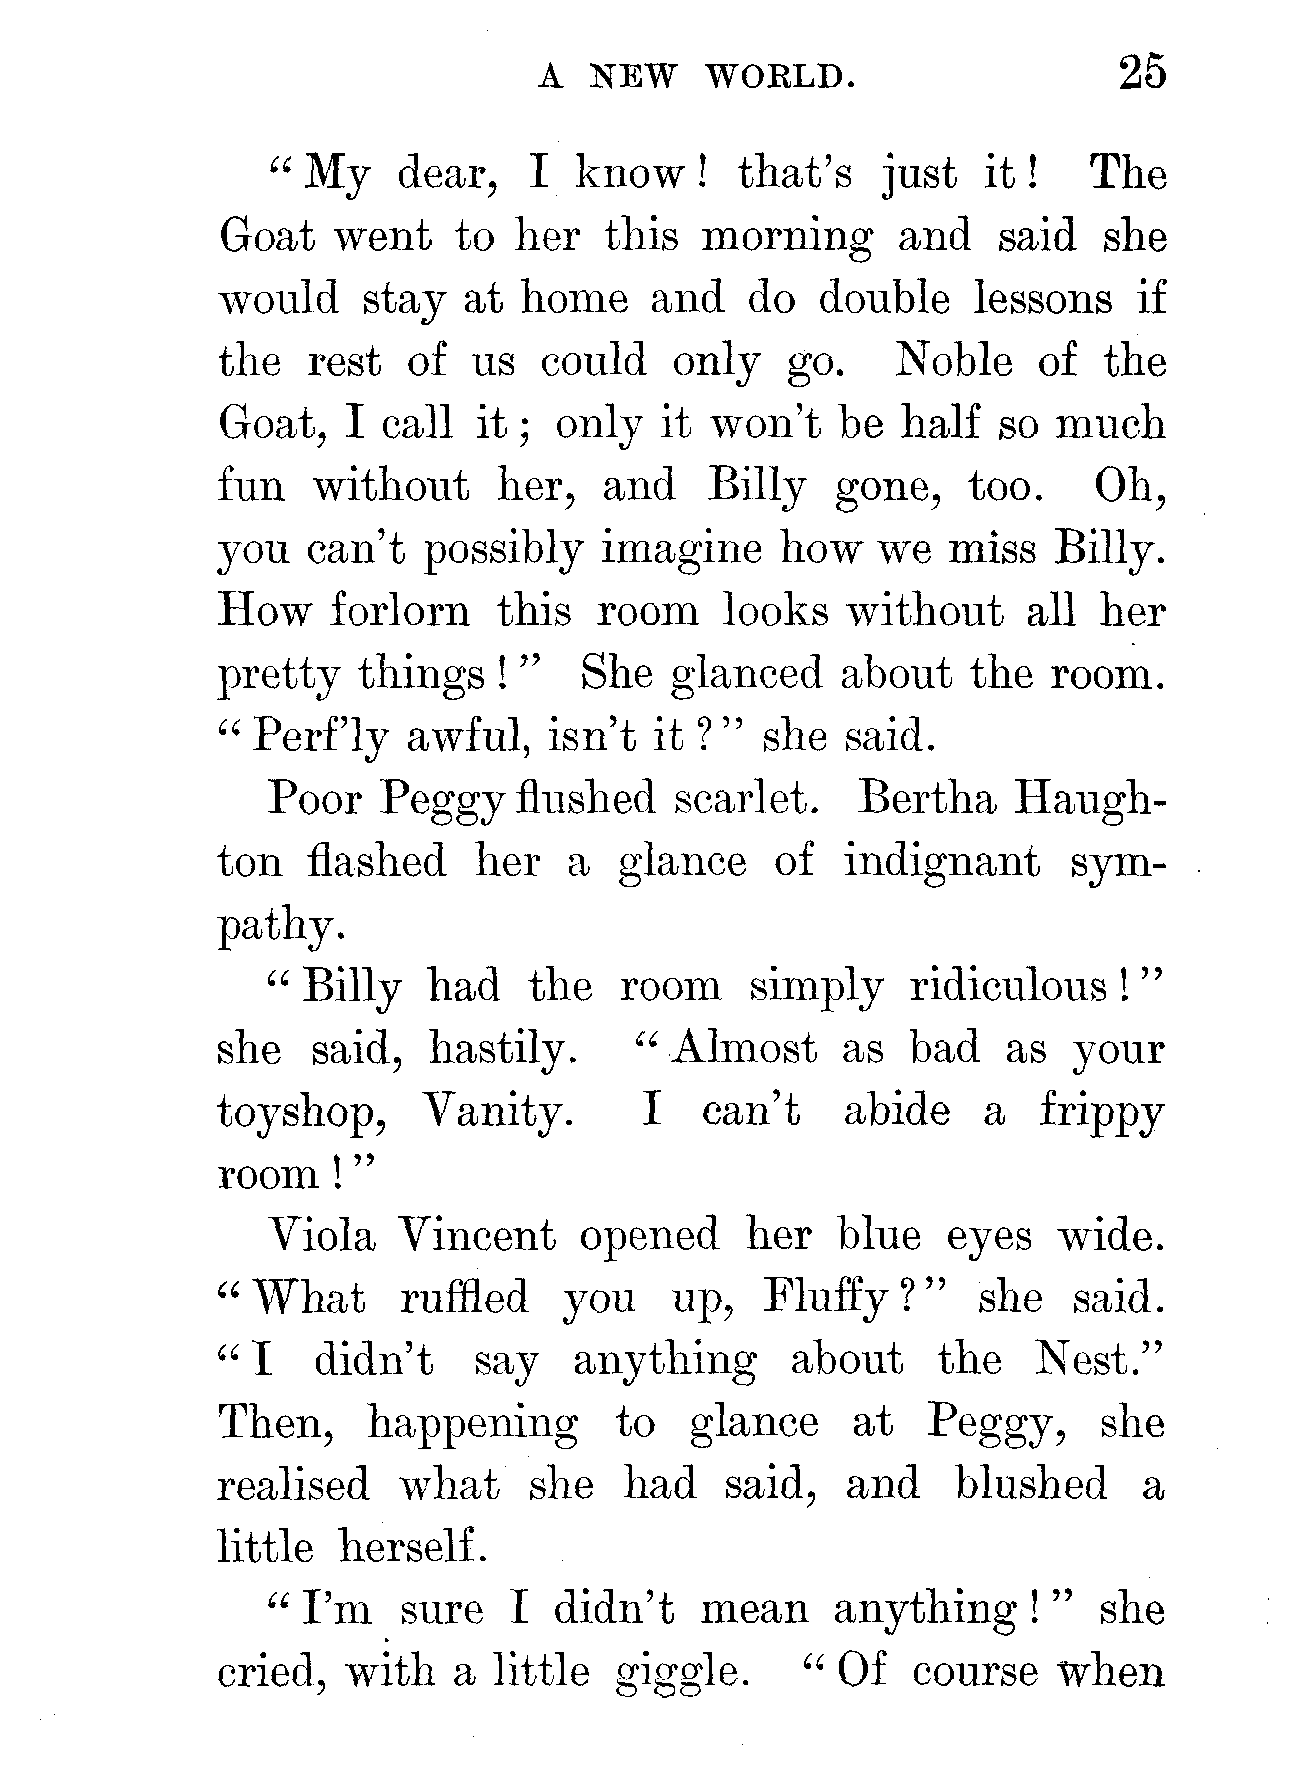 A NEW WORLD. 25
“ My dear, I know ! that’s just it ! The
Goat went to her this morning and said she
would stay at home and do double lessons if
the rest of us could only go. Noble of the
Goat, I call it ; only it won’t be half so much
fun without her, and Billy gone, too. Oh,
you can’t possibly imagine how we miss Billy.
How forlorn this room looks without all her
pretty things ! ” She glanced about the room.
“ Perf’ly awful, isn’t it ? ” she said.
Poor Peggy flushed scarlet. Bertha Haugh-
ton flashed her a glance of indignant sym-
pathy.
“ Billy had the room simply ridiculous ! ”
she said, hastily. “ Almost as bad as your
toyshop, Vanity. I can’t abide a frippy
room ! ”
Viola Vincent opened her blue eyes wide.
“ What ruffled you up, Fluffy ? ” she said.
“ I didn’t say anything about the Nest.”
Then, happening to glance at Peggy, she
realised what she had said, and blushed a
little herself.
“ I’m sure I didn’t mean anything ! ” she
cried, with a little giggle. “ Of course when